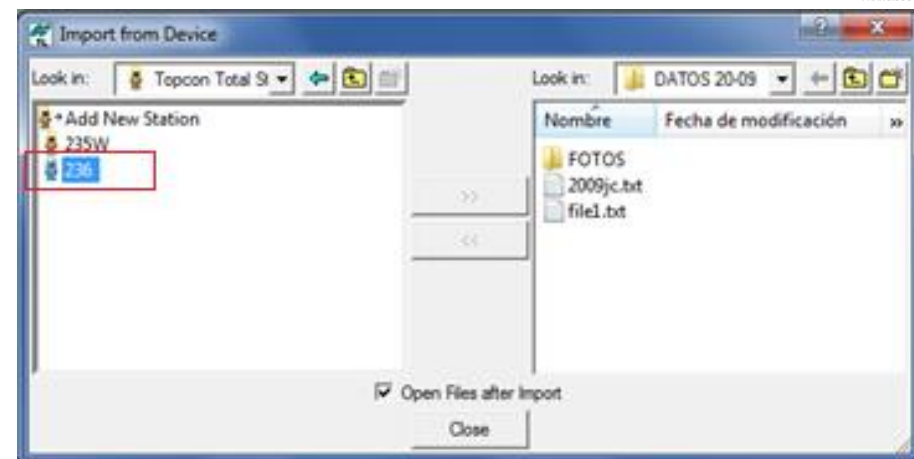 Import from Device
Look in: Topcon Total St
Look in: DATOS 20-09
+Add New Station
235W
236
>>
<<
Nombre Fecha de modificación »
FOTOS
2009jc.txt
file1.txt
Open Files after Import
Close